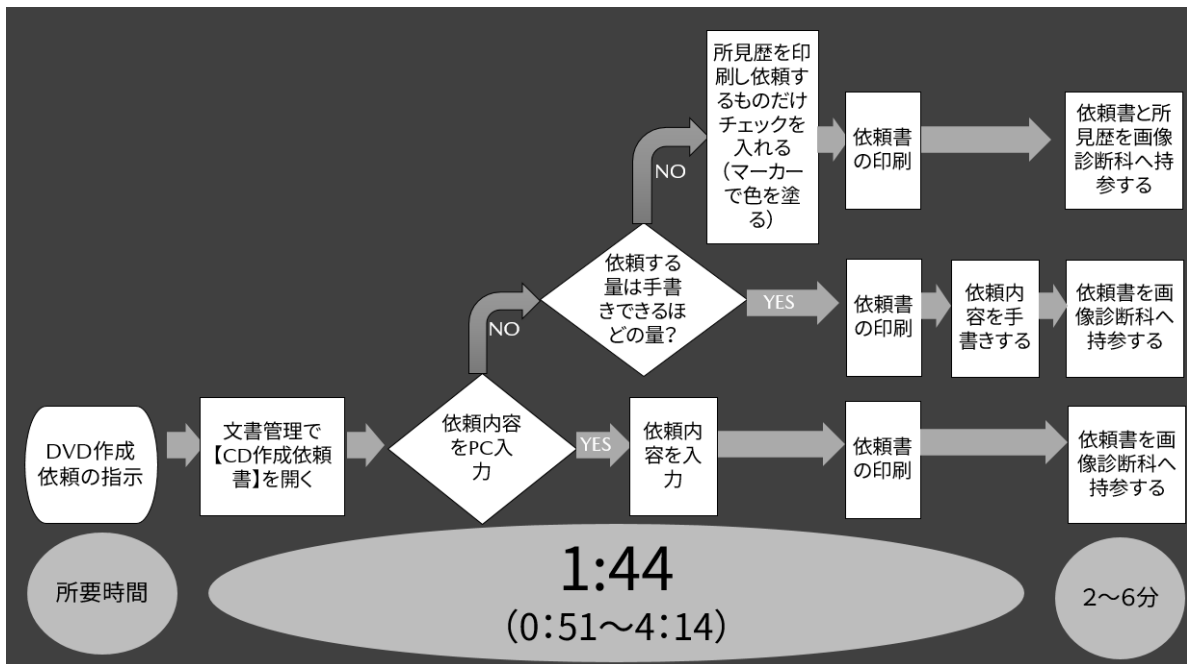 所見歴を印
刷し依頼す
るものだけ
チェックを
入れる
（マーカー
で色を塗
る）
依頼書
の印刷
依頼書と所
見歴を画像
診断科へ持
参する
NO
依頼する
量は手書
きできるほ
どの量？
YES
依頼書
の印刷
依頼内
容を手
書きする
依頼書を画
像診断科へ
持参する
NO
DVD作成
依頼の指示
文書管理で
【CD作成依頼
書】を開く
依頼内容
をPC入
力
YES
依頼内
容を入
力
依頼書
の印刷
依頼書を画
像診断科へ
持参する
所要時間
1:44
（0：51～4：14）
2～6分